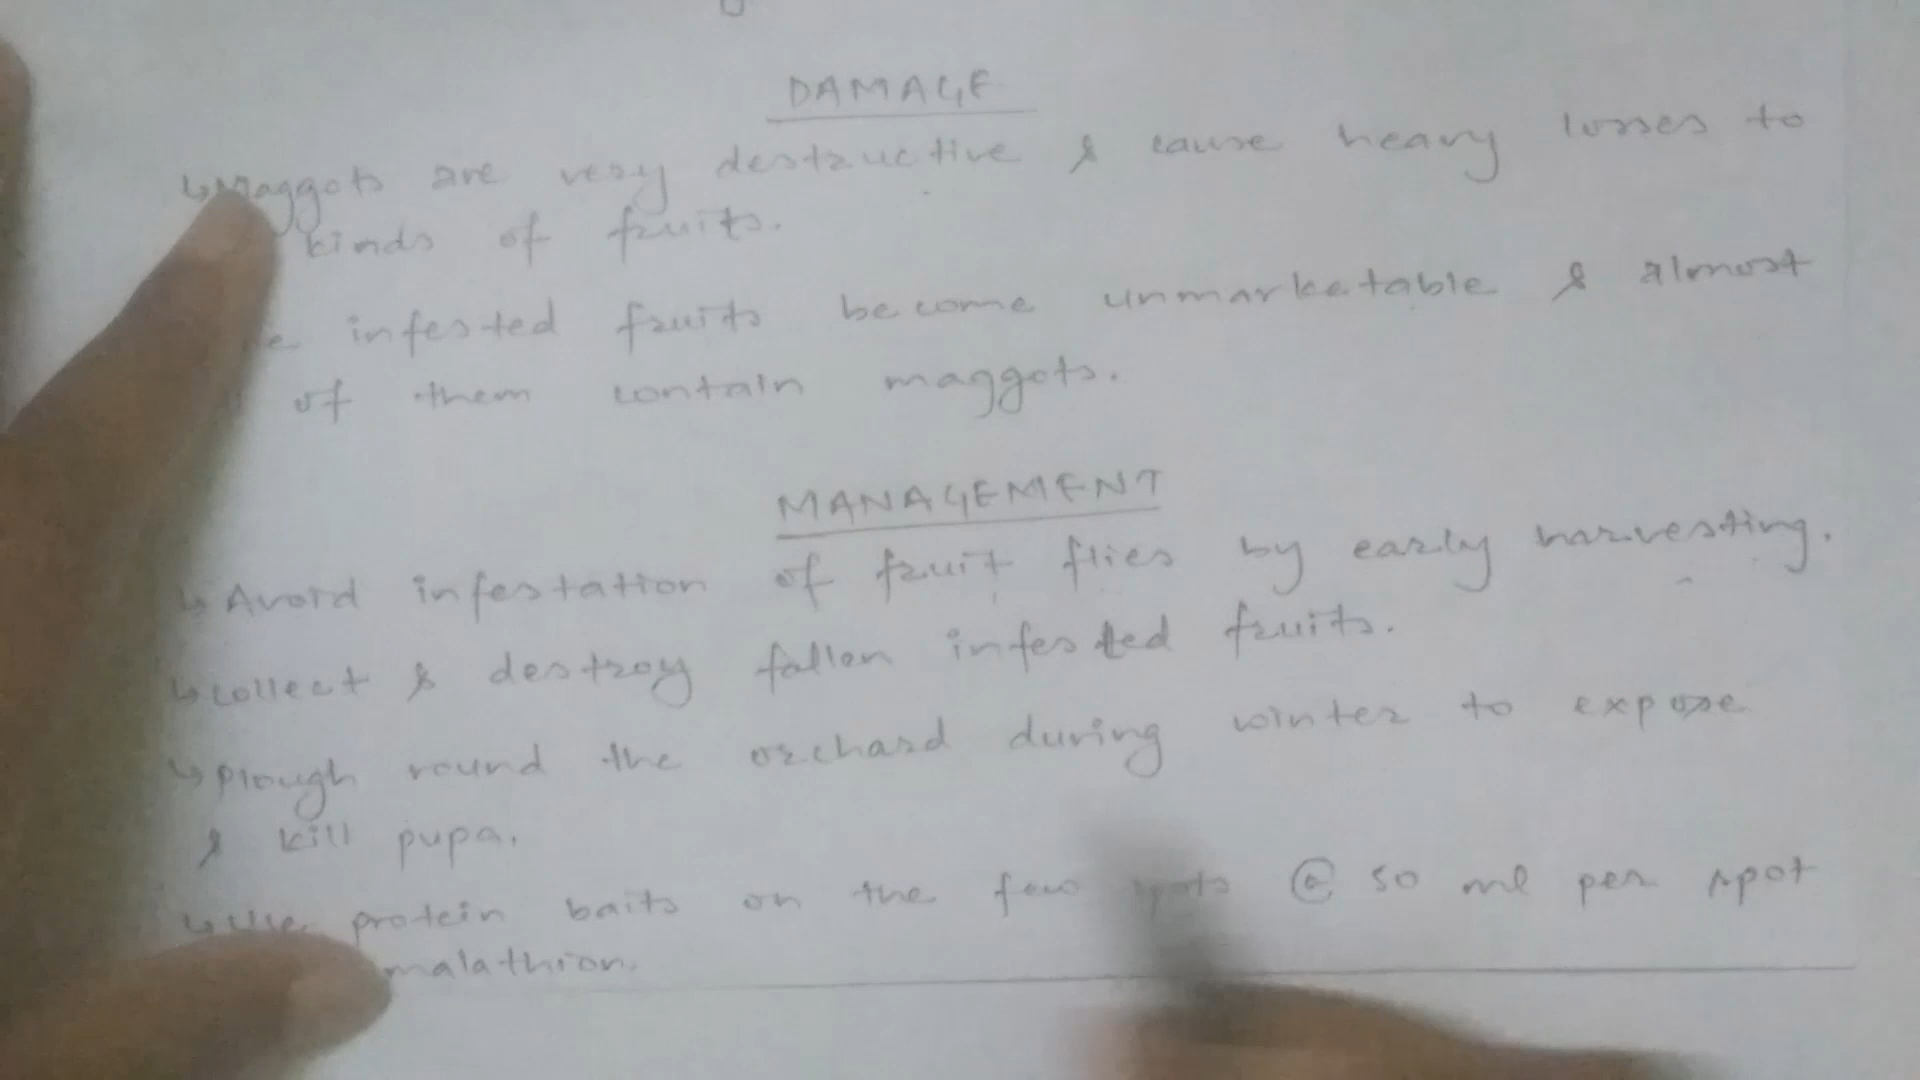 DAMAGE
↳ Maggots are very destructive & cause heavy losses to
kinds of fruits.
infested fruits become unmarketable & almost
of them contain maggots.
MANAGEMENT
↳ Avoid infestation of fruit flies by early harvesting.
↳ collect & destroy fallen infested fruits.
↳ plough round the orchard during winter to expose
& kill pupa.
↳ Use protein baits on the few spots @ 50 ml per spot
malathion.